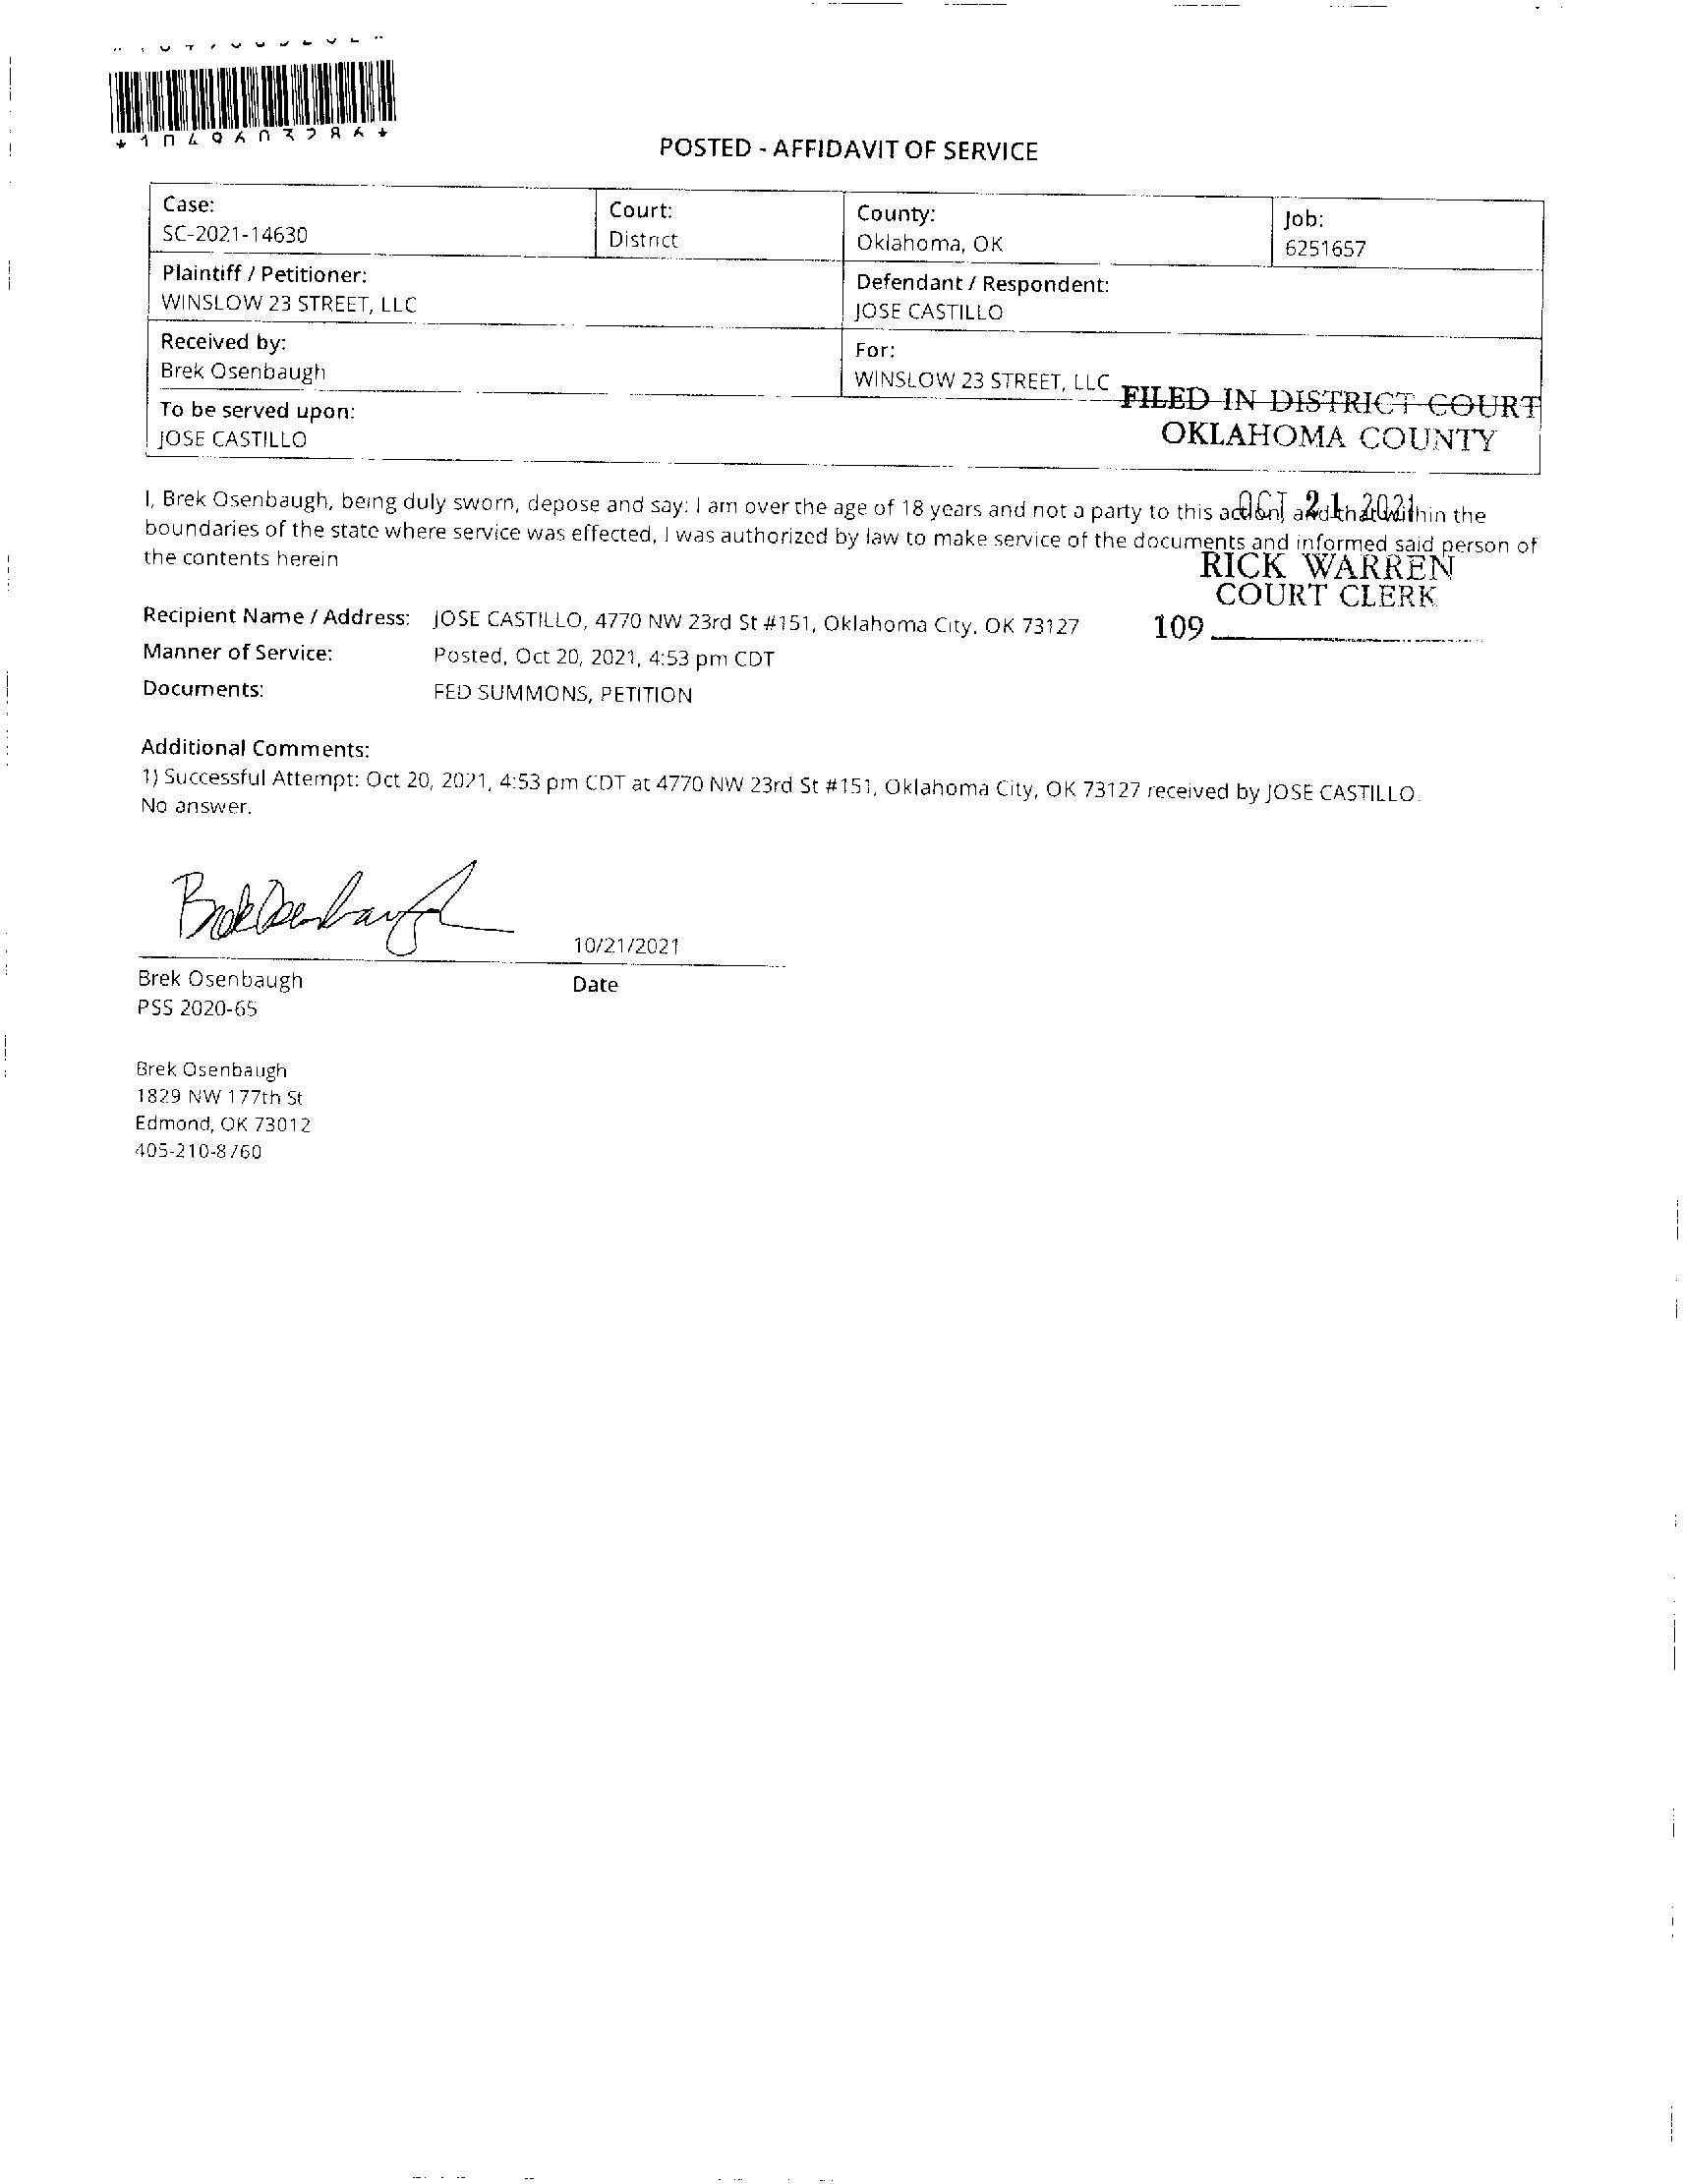 *1049603286*
POSTED - AFFIDAVIT OF SERVICE
Case:
SC-2021-14630
Court:
District
County:
Oklahoma, OK
Job:
6251657
Plaintiff / Petitioner:
WINSLOW 23 STREET, LLC
Defendant / Respondent:
JOSE CASTILLO
Received by:
Brek Osenbaugh
For:
WINSLOW 23 STREET, LLC
To be served upon:
JOSE CASTILLO
FILED IN DISTRICT COURT
OKLAHOMA COUNTY
OCT 21 2021
RICK WARREN
COURT CLERK
109
I, Brek Osenbaugh, being duly sworn, depose and say: I am over the age of 18 years and not a party to this action, and that within the
boundaries of the state where service was effected, I was authorized by law to make service of the documents and informed said person of
the contents herein
Recipient Name / Address: JOSE CASTILLO, 4770 NW 23rd St #151, Oklahoma City, OK 73127
Manner of Service: Posted, Oct 20, 2021, 4:53 pm CDT
Documents: FED SUMMONS, PETITION
Additional Comments:
1) Successful Attempt: Oct 20, 2021, 4:53 pm CDT at 4770 NW 23rd St #151, Oklahoma City, OK 73127 received by JOSE CASTILLO.
No answer.
Brek Osenbaugh
10/21/2021
Brek Osenbaugh
Date
PSS 2020-65
Brek Osenbaugh
1829 NW 177th St
Edmond, OK 73012
405-210-8760